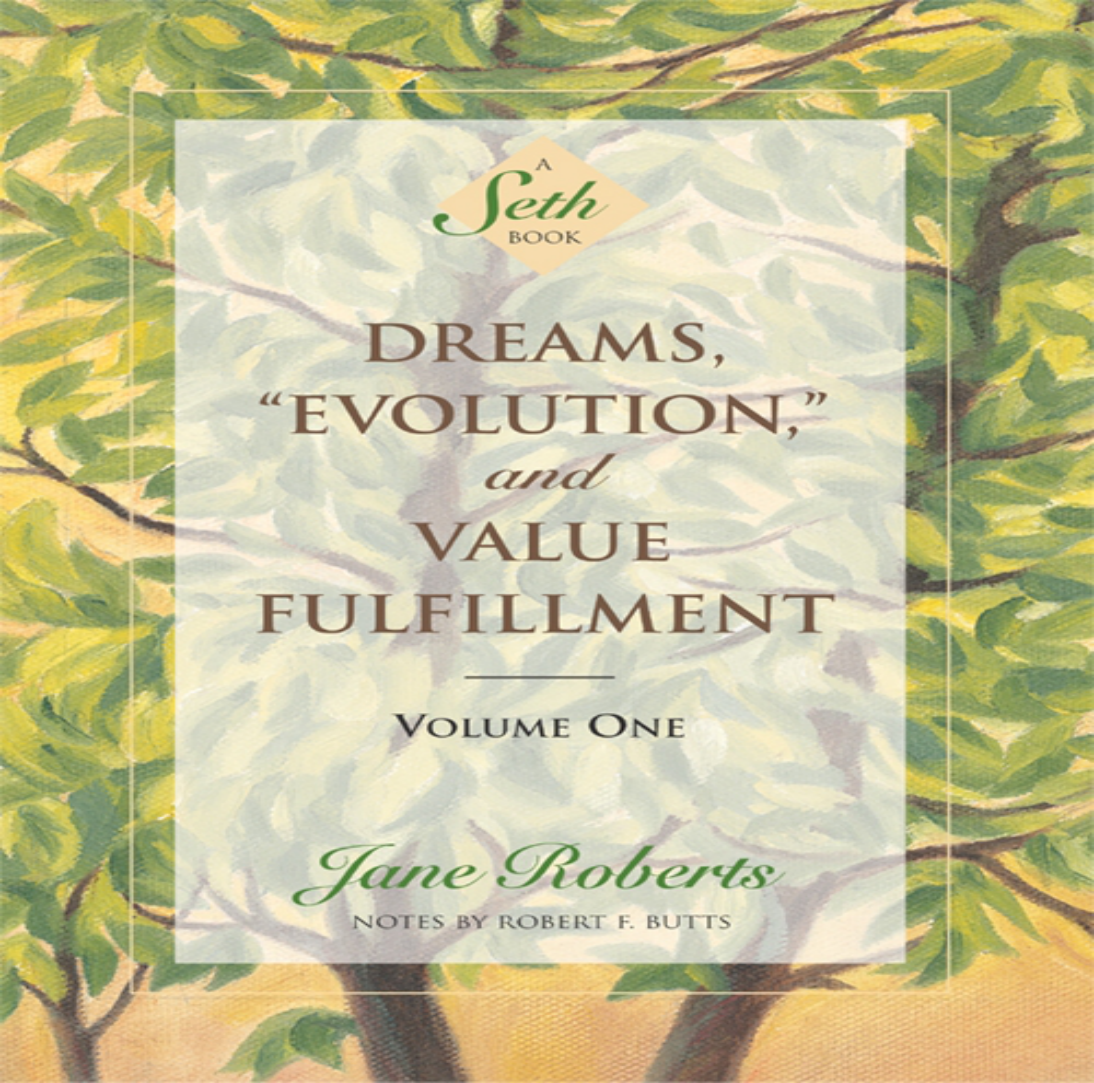 A
Seth
BOOK
DREAMS,
“EVOLUTION,”
and
VALUE
FULFILLMENT
VOLUME ONE
Jane Roberts
NOTES BY ROBERT F. BUTTS